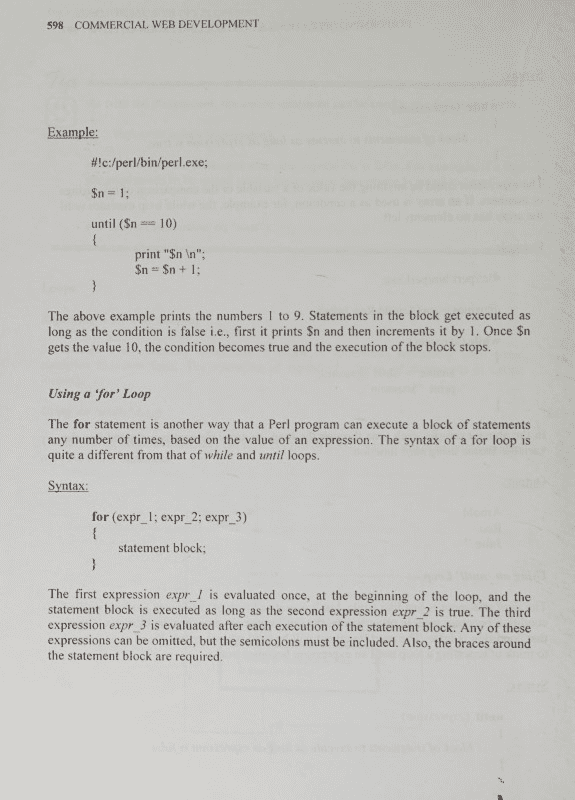 598 COMMERCIAL WEB DEVELOPMENT
Example:
#!c:/perl/bin/perl.exe;
$n = 1;
until ($n == 10)
{
print "$n \n";
$n = $n + 1;
}
The above example prints the numbers 1 to 9. Statements in the block get executed as
long as the condition is false i.e., first it prints $n and then increments it by 1. Once $n
gets the value 10, the condition becomes true and the execution of the block stops.
Using a 'for' Loop
The for statement is another way that a Perl program can execute a block of statements
any number of times, based on the value of an expression. The syntax of a for loop is
quite a different from that of while and until loops.
Syntax:
for (expr_1; expr_2; expr_3)
{
statement block;
}
The first expression expr_1 is evaluated once, at the beginning of the loop, and the
statement block is executed as long as the second expression expr_2 is true. The third
expression expr_3 is evaluated after each execution of the statement block. Any of these
expressions can be omitted, but the semicolons must be included. Also, the braces around
the statement block are required.